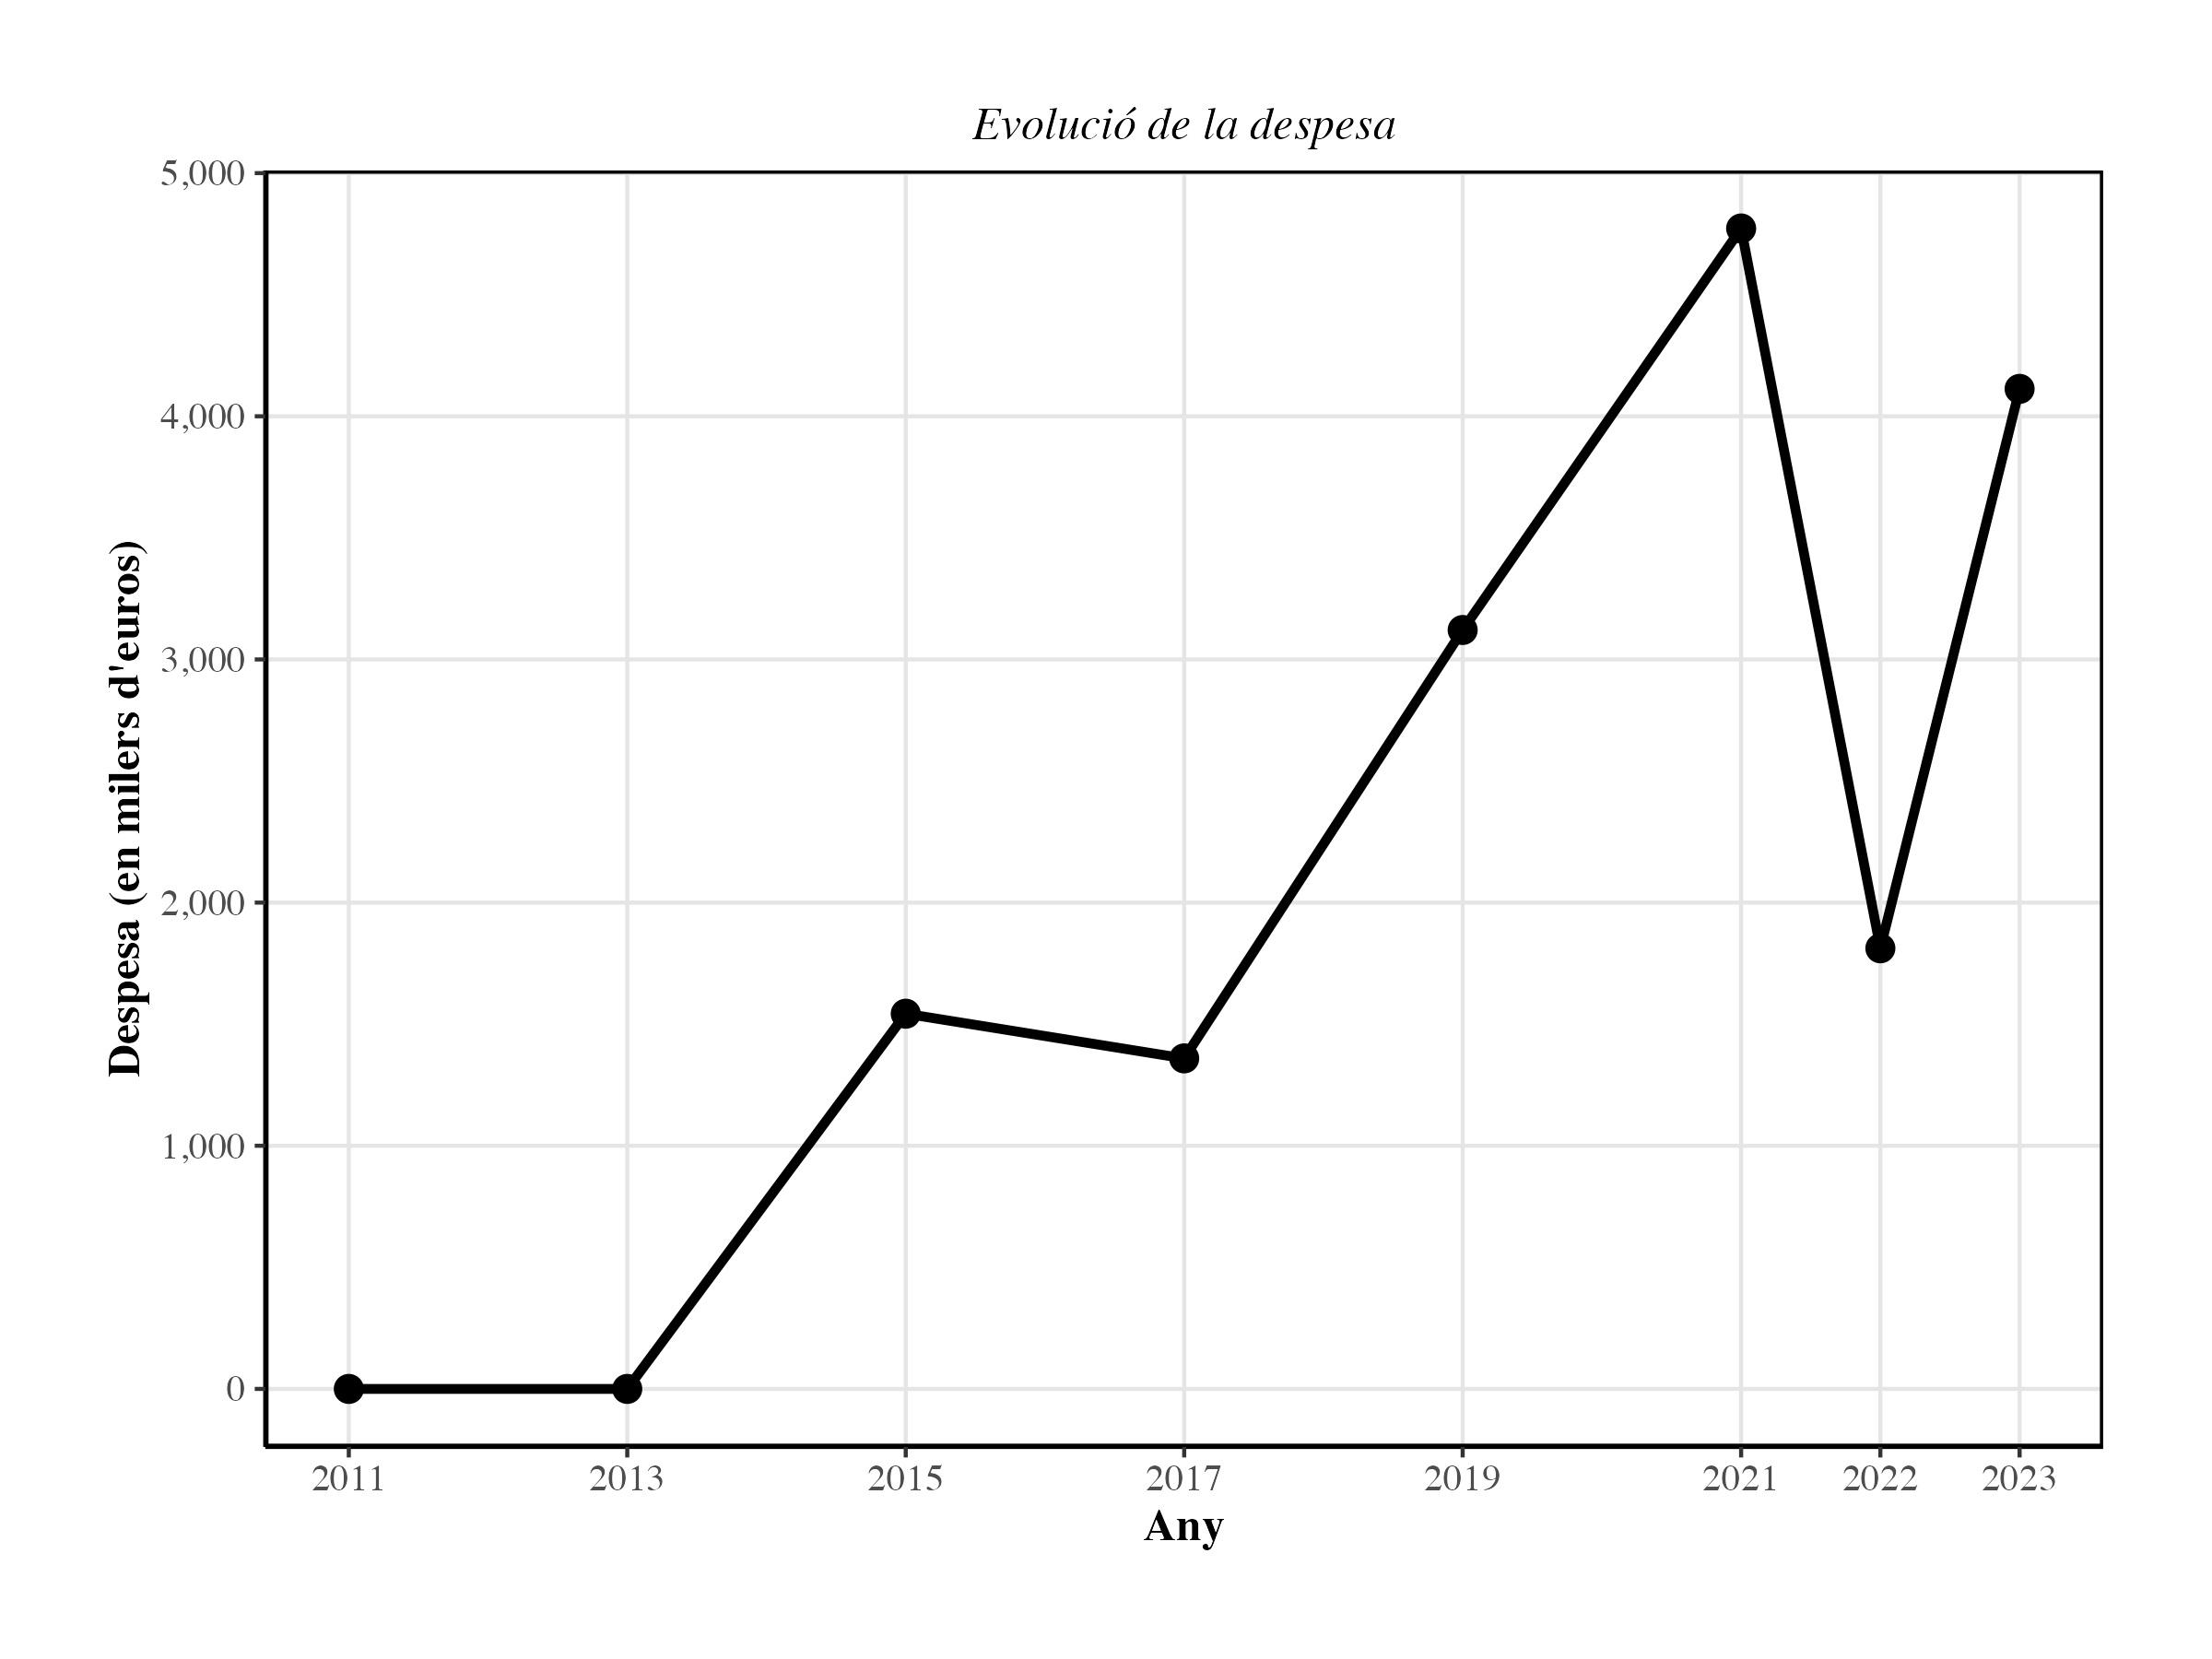 Evolució de la despesa
5,000
4,000
3,000
2,000
1,000
0
Despesa (en milers d'euros)
2011 2013 2015 2017 2019 2021 2022 2023
Any